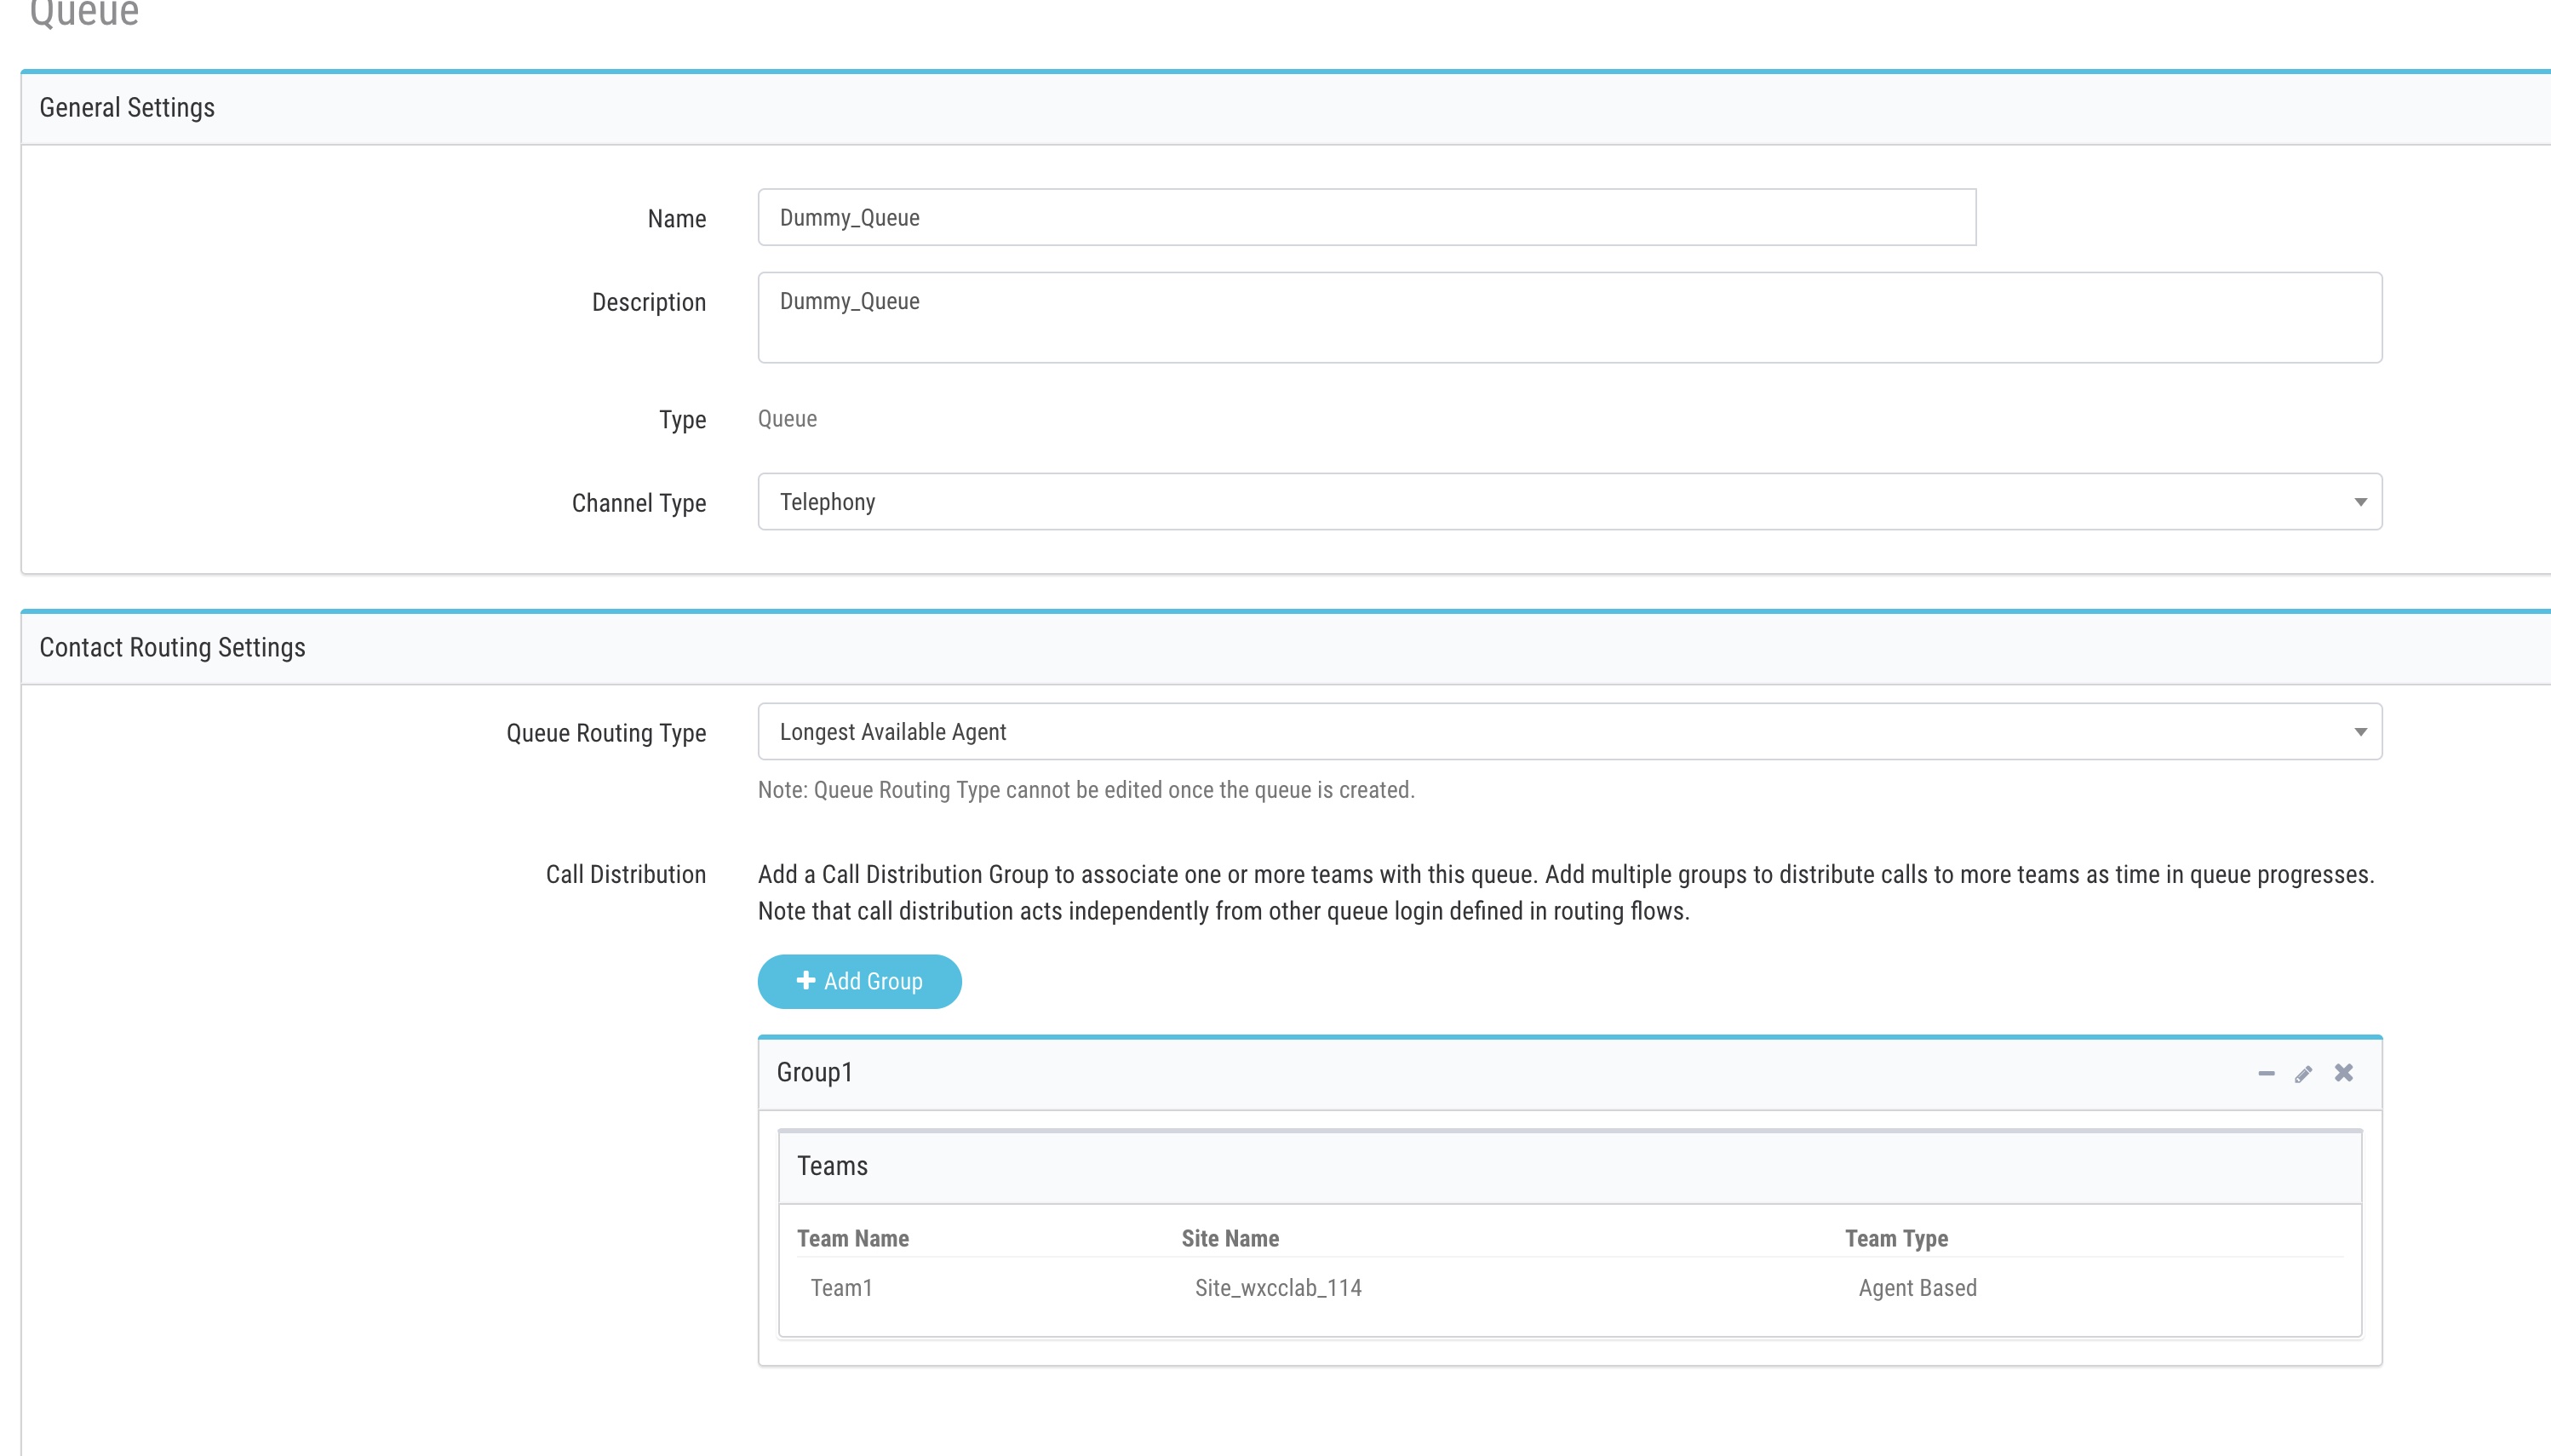 Queue
General Settings
Name
Dummy_Queue
Description
Dummy_Queue
Type
Queue
Channel Type
Telephony
Contact Routing Settings
Queue Routing Type
Longest Available Agent
Note: Queue Routing Type cannot be edited once the queue is created.
Call Distribution
Add a Call Distribution Group to associate one or more teams with this queue. Add multiple groups to distribute calls to more teams as time in queue progresses.
Note that call distribution acts independently from other queue login defined in routing flows.
Add Group
Group1
Teams
Team Name Site Name Team Type
Team1 Site_wxcclab_114 Agent Based